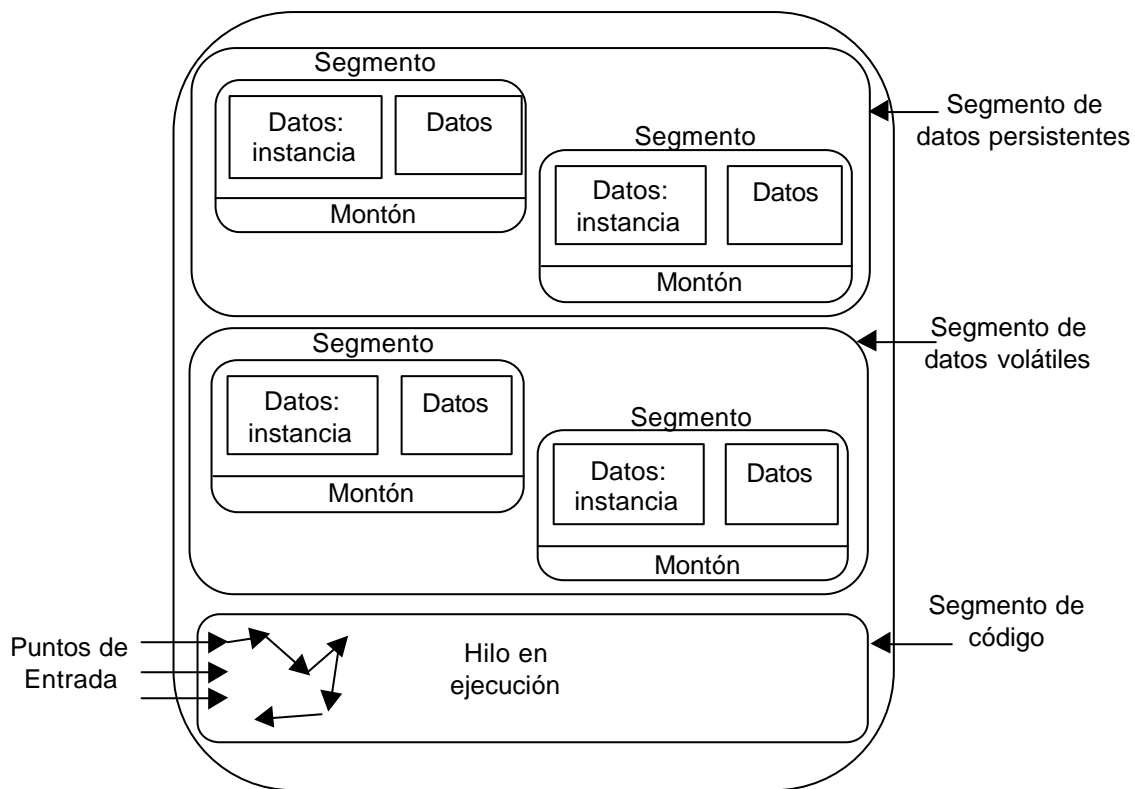 Segmento
Datos:
instancia
Datos
Montón
Segmento
Datos:
instancia
Datos
Montón
Segmento de
datos persistentes
Segmento
Datos:
instancia
Datos
Montón
Segmento
Datos:
instancia
Datos
Montón
Segmento de
datos volátiles
Puntos de
Entrada
Hilo en
ejecución
Segmento de
código